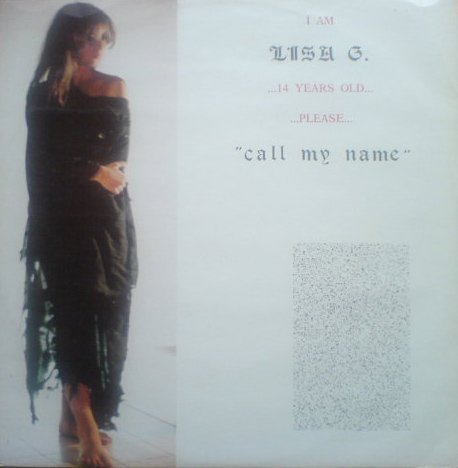 I AM
LISA G.
...14 YEARS OLD...
...PLEASE...
"call my name"